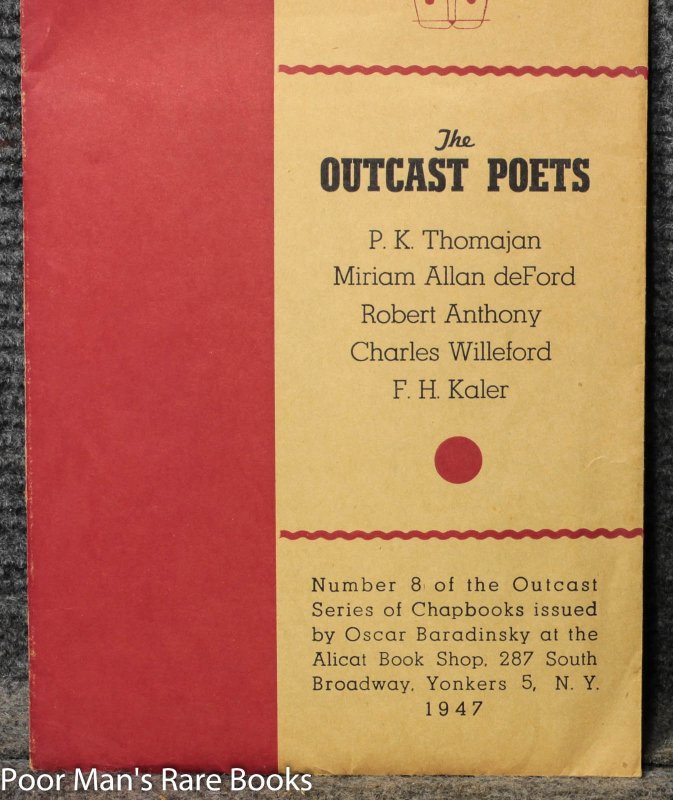 The
OUTCAST POETS
P. K. Thomajan
Miriam Allan deFord
Robert Anthony
Charles Willeford
F. H. Kaler
Number 8 of the Outcast
Series of Chapbooks issued
by Oscar Baradinsky at the
Alicat Book Shop, 287 South
Broadway, Yonkers 5, N. Y.
1947
Poor Man's Rare Books